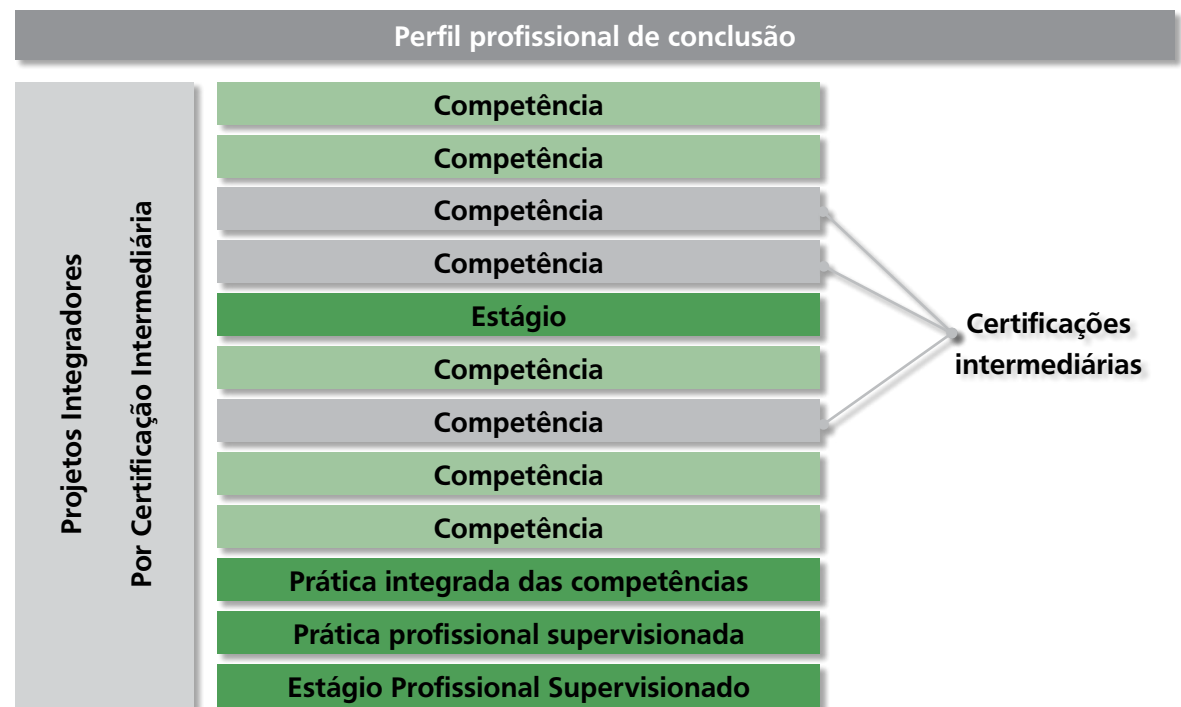 Perfil profissional de conclusão
Projetos Integradores
Por Certificação Intermediária
Competência
Competência
Competência
Competência
Estágio
Competência
Competência
Competência
Competência
Prática integrada das competências
Prática profissional supervisionada
Estágio Profissional Supervisionado
Certificações
intermediárias